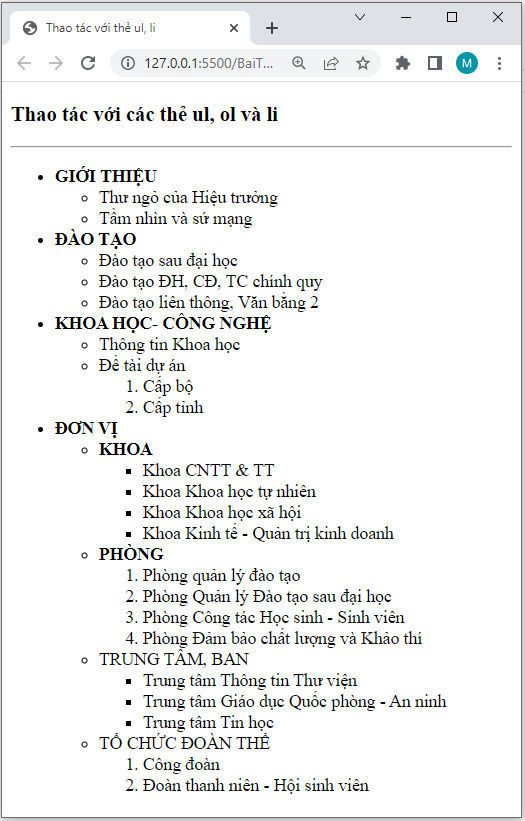 Thao tác với thẻ ul, li
127.0.0.1:5500/BaiT...
M
Thao tác với các thẻ ul, ol và li
GIỚI THIỆU
Thư ngỏ của Hiệu trưởng
Tầm nhìn và sứ mạng
ĐÀO TẠO
Đào tạo sau đại học
Đào tạo ĐH, CĐ, TC chính quy
Đào tạo liên thông, Văn bằng 2
KHOA HỌC- CÔNG NGHỆ
Thông tin Khoa học
Đề tài dự án
1. Cấp bộ
2. Cấp tỉnh
ĐƠN VỊ
KHOA
Khoa CNTT & TT
Khoa Khoa học tự nhiên
Khoa Khoa học xã hội
Khoa Kinh tế - Quản trị kinh doanh
PHÒNG
1. Phòng quản lý đào tạo
2. Phòng Quản lý Đào tạo sau đại học
3. Phòng Công tác Học sinh - Sinh viên
4. Phòng Đảm bảo chất lượng và Khảo thí
TRUNG TÂM, BAN
Trung tâm Thông tin Thư viện
Trung tâm Giáo dục Quốc phòng - An ninh
Trung tâm Tin học
TỔ CHỨC ĐOÀN THỂ
1. Công đoàn
2. Đoàn thanh niên - Hội sinh viên